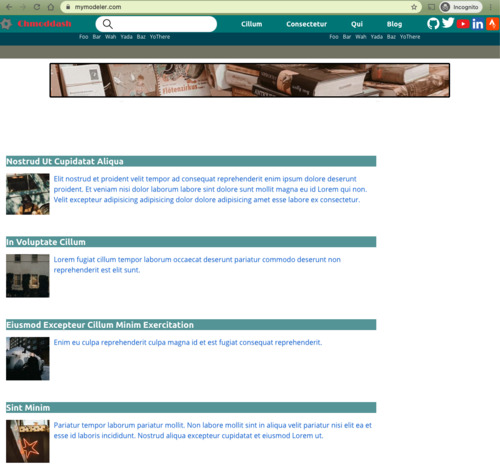 mymodeler.com
Incognito
Cillum Consectetur Qui Blog
Foo Bar Wah Yada Baz YoThere
Foo Bar Wah Yada Baz YoThere
Nostrud Ut Cupidatat Aliqua
Elit nostrud et proident velit tempor ad consequat reprehenderit enim ipsum dolore deserunt
proident. Et veniam nisi dolor laborum labore sint dolore sunt mollit magna eu id Lorem qui non.
Velit excepteur adipisicing adipisicing dolor dolore adipisicing amet esse labore ex consectetur.
In Voluptate Cillum
Lorem fugiat cillum tempor laborum occaecat deserunt pariatur commodo deserunt non
reprehenderit est elit sunt.
Eiusmod Excepteur Cillum Minim Exercitation
Enim eu culpa reprehenderit culpa magna id et est fugiat consequat reprehenderit.
Sint Minim
Pariatur tempor laborum pariatur mollit. Non labore mollit sint in aliqua velit pariatur nisi elit ea et
esse id laboris incididunt. Nostrud aliqua excepteur cupidatat et eiusmod Lorem ut.